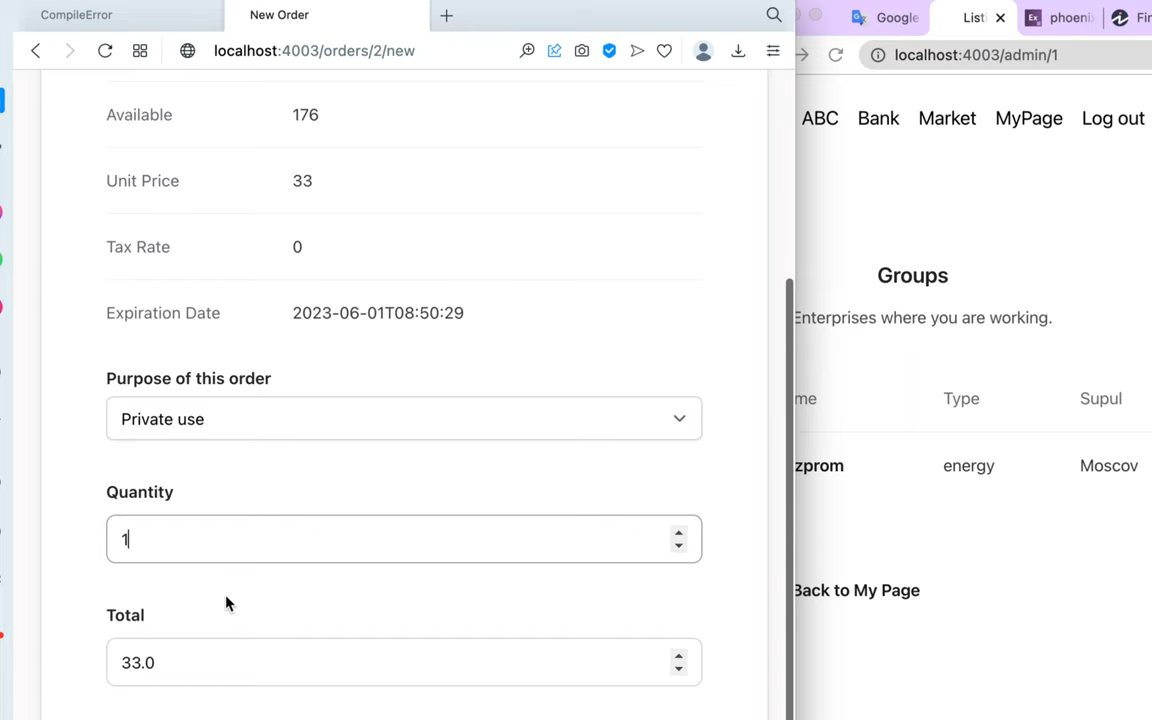 CompileError
New Order
localhost:4003/orders/2/new
Available 176
Unit Price 33
Tax Rate 0
Expiration Date 2023-06-01T08:50:29
Purpose of this order
Private use
Quantity
1
Total
33.0
Google
List
phoenix
Fir
localhost:4003/admin/1
ABC Bank Market MyPage Log out
Groups
Enterprises where you are working.
me Type Supul
zprom energy Moscov
Back to My Page